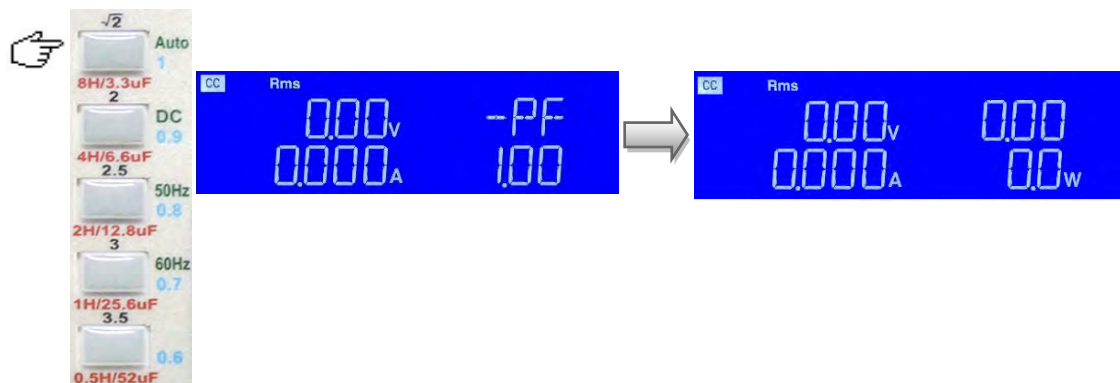 √2
Auto
1
8H/3.3uF
2
DC
0.9
4H/6.6uF
2.5
50Hz
0.8
2H/12.8uF
3
60Hz
0.7
1H/25.6uF
3.5
0.6
0.5H/52uF
CC Rms
0.00V -PF
0.000A 1.00
CC Rms
0.00V 0.00
0.000A 0.0W